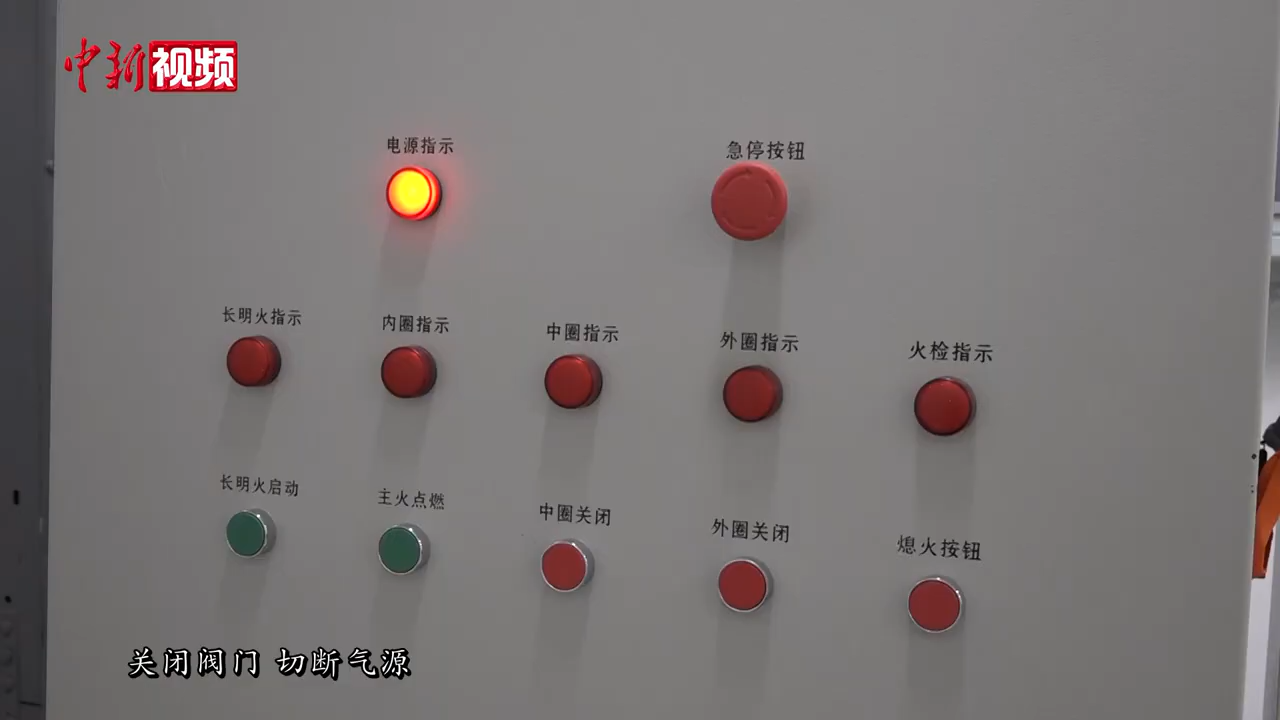 中新视频
电源指示
急停按钮
长明火指示
内圈指示
中圈指示
外圈指示
火检指示
长明火启动
主火点燃
中圈关闭
外圈关闭
熄火按钮
关闭阀门 切断气源